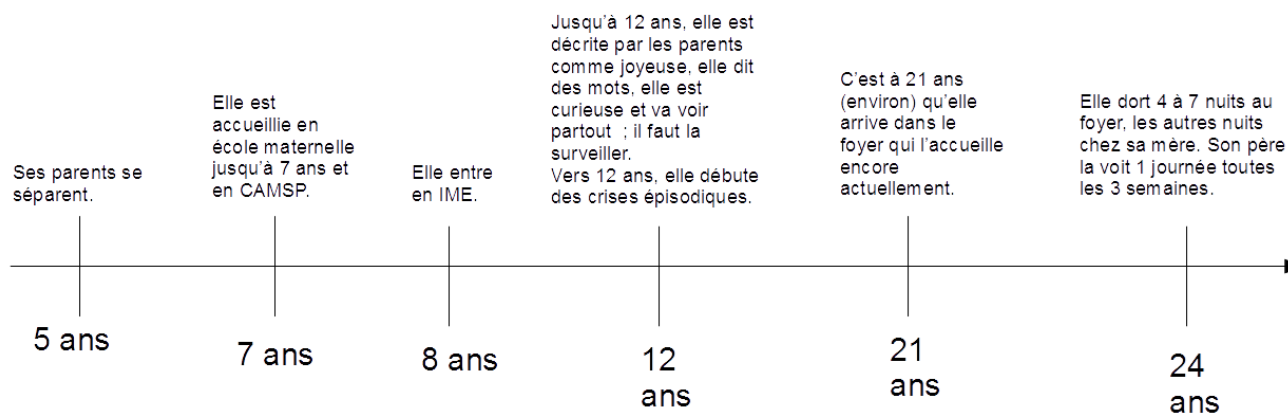 Ses parents se
séparent.
Elle est
accueillie en
école maternelle
jusqu'à 7 ans et
en CAMSP.
Elle entre
en IME.
Jusqu'à 12 ans, elle est
décrite par les parents
comme joyeuse, elle dit
des mots, elle est
curieuse et va voir
partout ; il faut la
surveiller.
Vers 12 ans, elle débute
des crises épisodiques.
C'est à 21 ans
(environ) qu'elle
arrive dans le
foyer qui l'accueille
encore
actuellement.
Elle dort 4 à 7 nuits au
foyer, les autres nuits
chez sa mère. Son père
la voit 1 journée toutes
les 3 semaines.
5 ans
7 ans
8 ans
12
ans
21
ans
24
ans